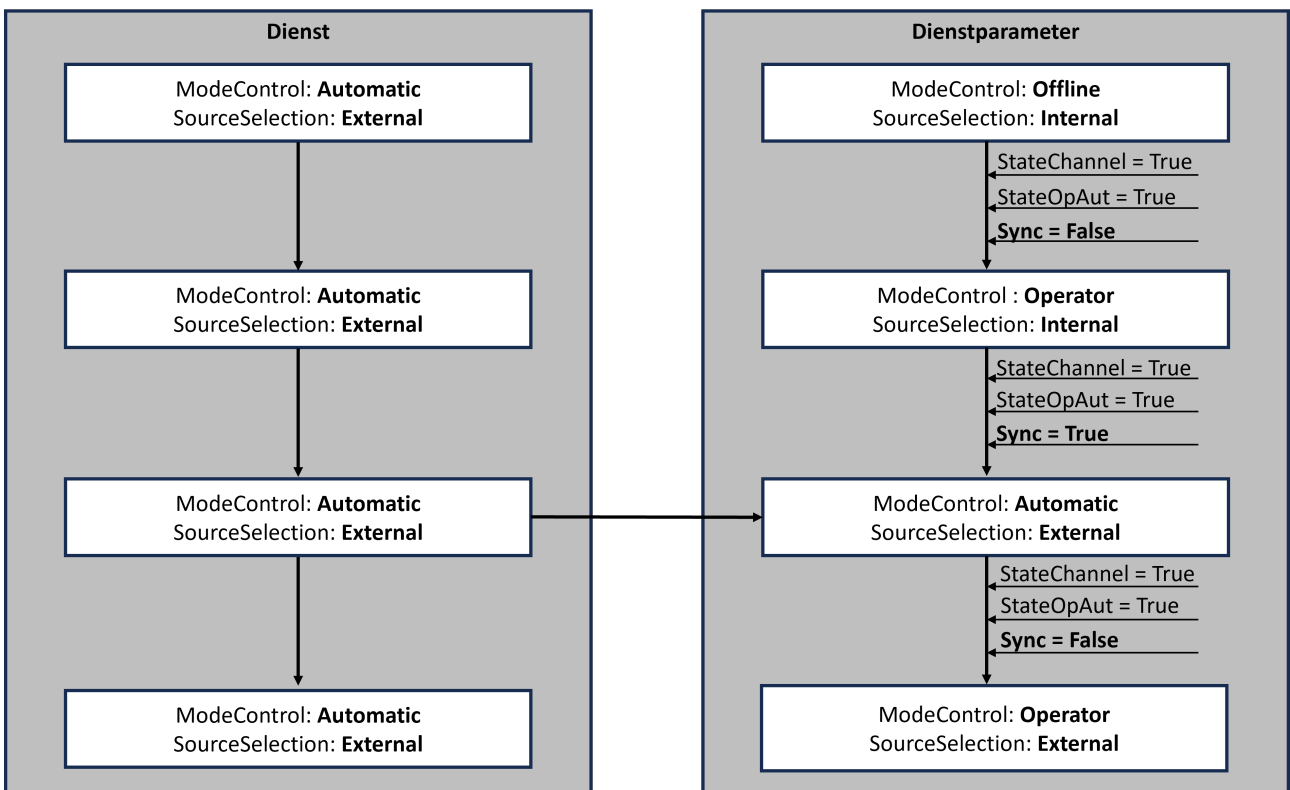 Dienst
ModeControl: Automatic
SourceSelection: External
ModeControl: Automatic
SourceSelection: External
ModeControl: Automatic
SourceSelection: External
ModeControl: Automatic
SourceSelection: External
Dienstparameter
ModeControl: Offline
SourceSelection: Internal
StateChannel = True
StateOpAut = True
Sync = False
ModeControl : Operator
SourceSelection: Internal
StateChannel = True
StateOpAut = True
Sync = True
ModeControl: Automatic
SourceSelection: External
StateChannel = True
StateOpAut = True
Sync = False
ModeControl: Operator
SourceSelection: External